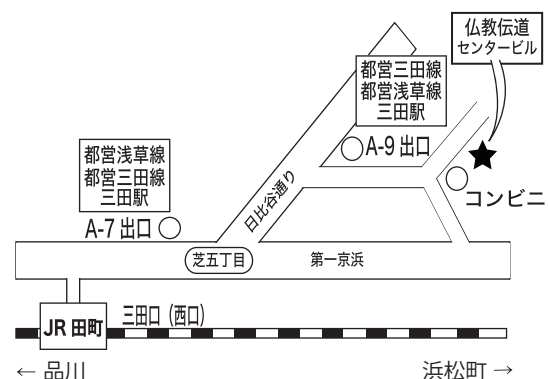 仏教伝道
センタービル
都営三田線
都営浅草線
三田駅
A-9 出口
都営浅草線
都営三田線
三田駅
A-7 出口
コンビニ
日比谷通り
芝五丁目
第一京浜
JR 田町
三田口（西口）
← 品川
浜松町 →